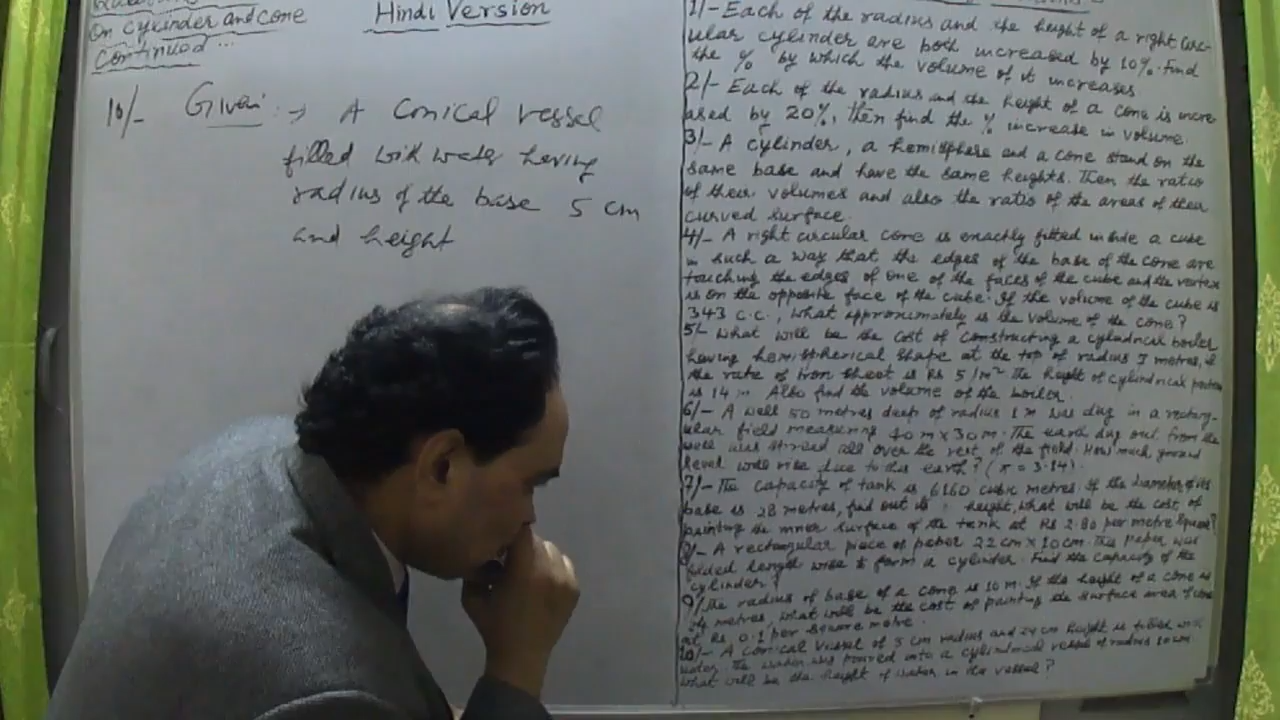 On cylinder and cone
continued ...
Hindi Version
10/- Given :→ A conical vessel
filled with water having
radius of the base 5 cm
and height
1/- Each of the radius and the height of a right circ-
ular cylinder are both increased by 10%. Find
the % by which the volume of it increases
2/- Each of the radius and the height of a cone is incre
ased by 20%, then find the % increase in volume.
3/- A cylinder, a hemisphere and a cone stand on the
same base and have the same heights. Then the ratio
of their volumes and also the ratio of the areas of their
curved surface.
4/- A right circular cone is exactly fitted inside a cube
in such a way that the edges of the base of the cone are
touching the edges of one of the faces of the cube and the vertex
is on the opposite face of the cube. If the volume of the cube is
343 c.c., what approximately is the volume of the cone?
5/- What will be the cost of constructing a cylindrical boiler
having hemispherical shape at the top of radius 7 metres, if
the rate of iron sheet is Rs 5/m² The height of cylindrical portion
is 14 m Also find the volume of the boiler.
6/- A well 50 metres deep of radius 1 m was dug in a rectang-
ular field measuring 40 m x 30 m. The earth dug out from the
well was spread all over the rest of the field. How much ground
level will rise due to this earth? (π = 3.14).
7/- The capacity of tank is 6160 cubic metres. If the diameter of its
base is 28 metres, find out its height, what will be the cost of
painting the inner surface of the tank at Rs 2.80 per metre square?
8/- A rectangular piece of paper 22 cm x 10 cm. The paper was
folded length wise to form a cylinder. Find the capacity of the
cylinder?
9/- The radius of base of a cone is 10 m. If the height of a cone is
24 metres, what will be the cost of painting the surface area of cone
at Rs 0.1 per square metre.
10/- A conical vessel of 5 cm radius and 24 cm height is filled with
water. The water was poured into a cylindrical vessel of radius 10 cm.
what will be the height of water in the vessel?